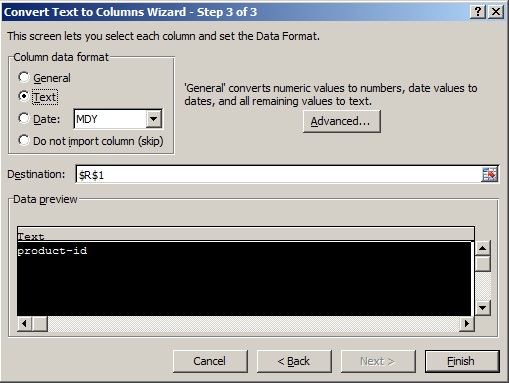 Convert Text to Columns Wizard - Step 3 of 3
This screen lets you select each column and set the Data Format.
Column data format
General
Text
Date: MDY
Do not import column (skip)
'General' converts numeric values to numbers, date values to
dates, and all remaining values to text.
Advanced...
Destination: $R$1
Data preview
Text
product-id
Cancel
< Back
Next >
Finish